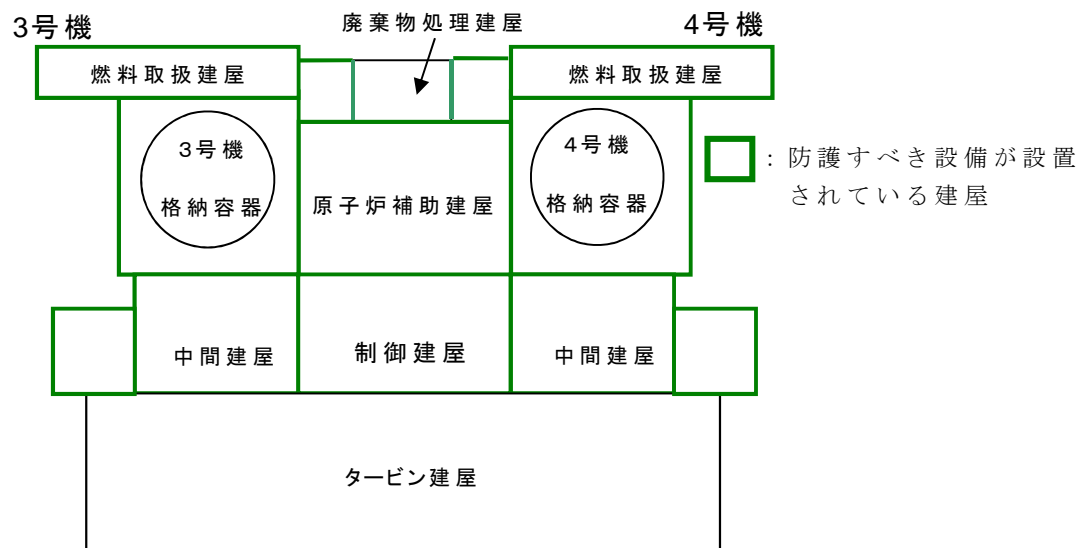 3号機
廃棄物処理建屋
4号機
燃料取扱建屋
燃料取扱建屋
3号機
格納容器
原子炉補助建屋
4号機
格納容器
：防護すべき設備が設置
されている建屋
中間建屋
制御建屋
中間建屋
タービン建屋